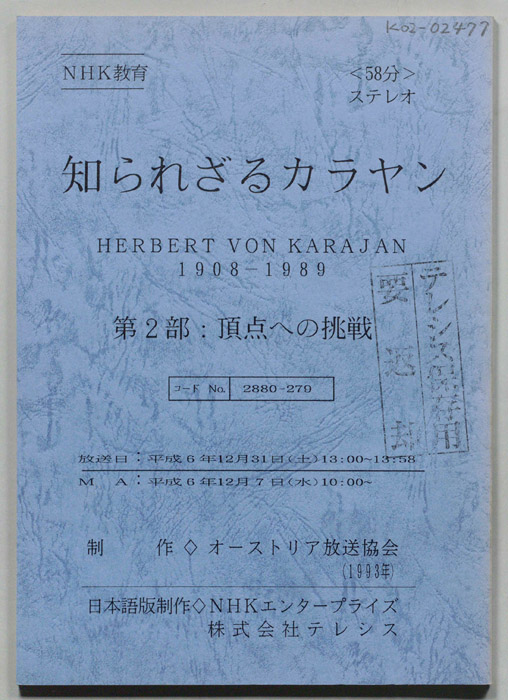 K02-02477
NHK教育
<58分>
ステレオ
知られざるカラヤン
HERBERT VON KARAJAN
1908-1989
第2部：頂点への挑戦
コード No. 2880-279
テレシス保存用
要返却
放送日：平成6年12月31日(土)13:00~13:58
MA：平成6年12月7日(水)10:00~
制作◇オーストリア放送協会
(1993年)
日本語版制作◇NHKエンタープライズ
株式会社テレシス